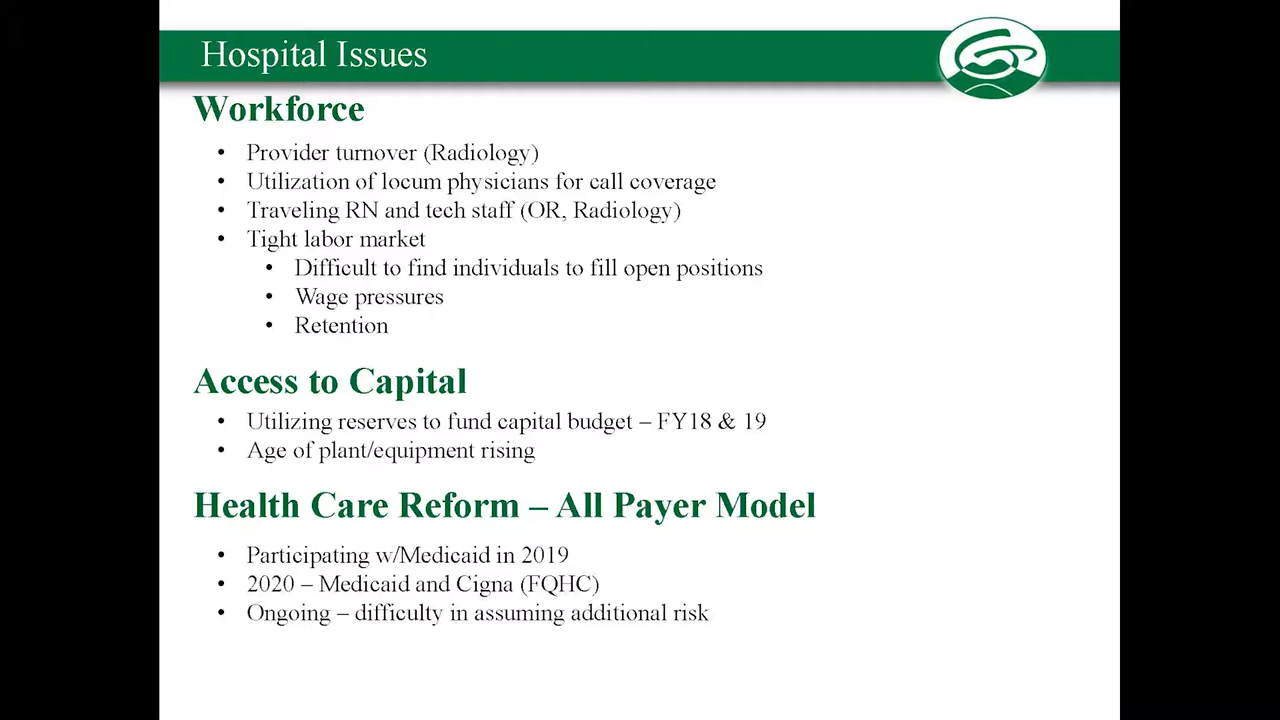 Hospital Issues
Workforce
• Provider turnover (Radiology)
• Utilization of locum physicians for call coverage
• Traveling RN and tech staff (OR, Radiology)
• Tight labor market
• Difficult to find individuals to fill open positions
• Wage pressures
• Retention
Access to Capital
• Utilizing reserves to fund capital budget – FY18 & 19
• Age of plant/equipment rising
Health Care Reform – All Payer Model
• Participating w/Medicaid in 2019
• 2020 – Medicaid and Cigna (FQHC)
• Ongoing – difficulty in assuming additional risk